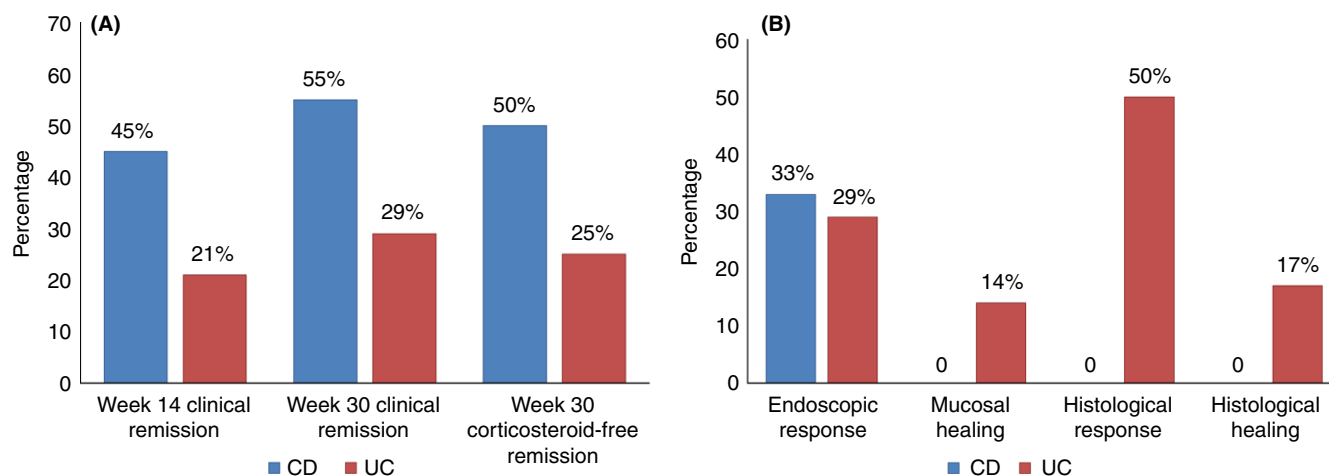 (A)
Percentage
70
60
50
40
30
20
10
0
45%
21%
55%
29%
50%
25%
Week 14 clinical
remission
Week 30 clinical
remission
Week 30
corticosteroid-free
remission
CD UC
(B)
Percentage
60
50
40
30
20
10
0
33%
29%
0
14%
0
50%
0
17%
Endoscopic
response
Mucosal
healing
Histological
response
Histological
healing
CD UC